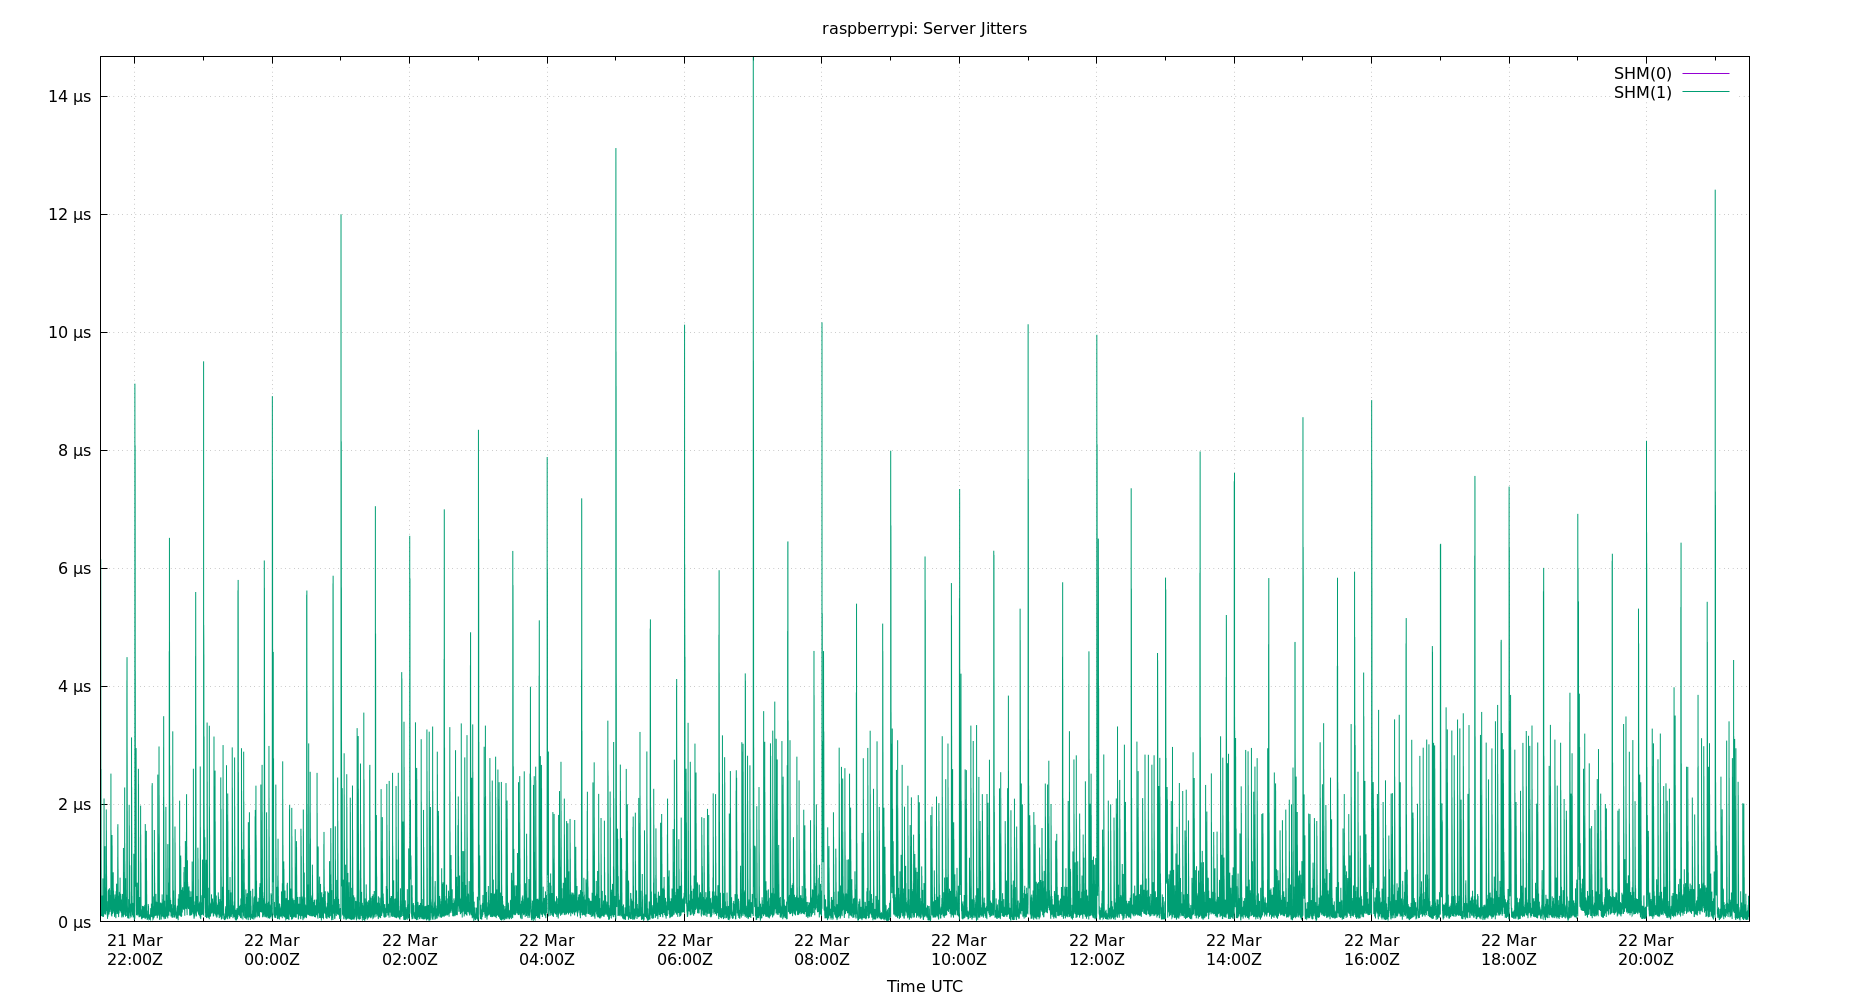 raspberrypi: Server Jitters
SHM(0)
SHM(1)
14 µs
12 µs
10 µs
8 µs
6 µs
4 µs
2 µs
0 µs
21 Mar 22 Mar 22 Mar 22 Mar 22 Mar 22 Mar 22 Mar 22 Mar 22 Mar 22 Mar 22 Mar 22 Mar
22:00Z 00:00Z 02:00Z 04:00Z 06:00Z 08:00Z 10:00Z 12:00Z 14:00Z 16:00Z 18:00Z 20:00Z
Time UTC